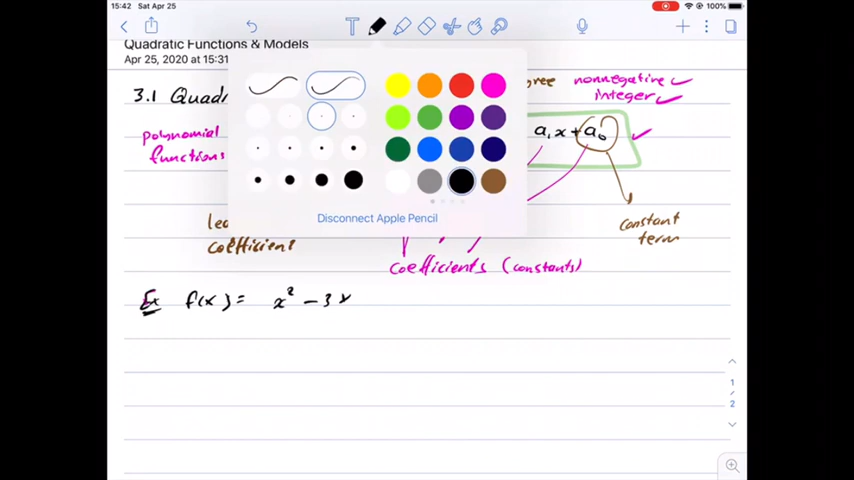 15:42 Sat Apr 25 100%
Quadratic Functions & Models
Apr 25, 2020 at 15:31
3.1 Quad
polynomial
functions
nonnegative ✓
integer ✓
a₁x + a₀ ✓
constant
term
coefficient
coefficients (constants)
Disconnect Apple Pencil
Ex f(x) = x² - 3x
1
2